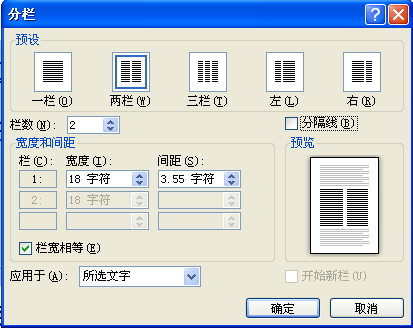 分栏
预设
一栏(O) 两栏(W) 三栏(T) 左(L) 右(R)
栏数(N): 2 分隔线(B)
宽度和间距 预览
栏(C): 宽度(I): 间距(S):
1: 18 字符 3.55 字符
2: 18 字符
栏宽相等(E)
应用于(A): 所选文字 开始新栏(U)
确定 取消